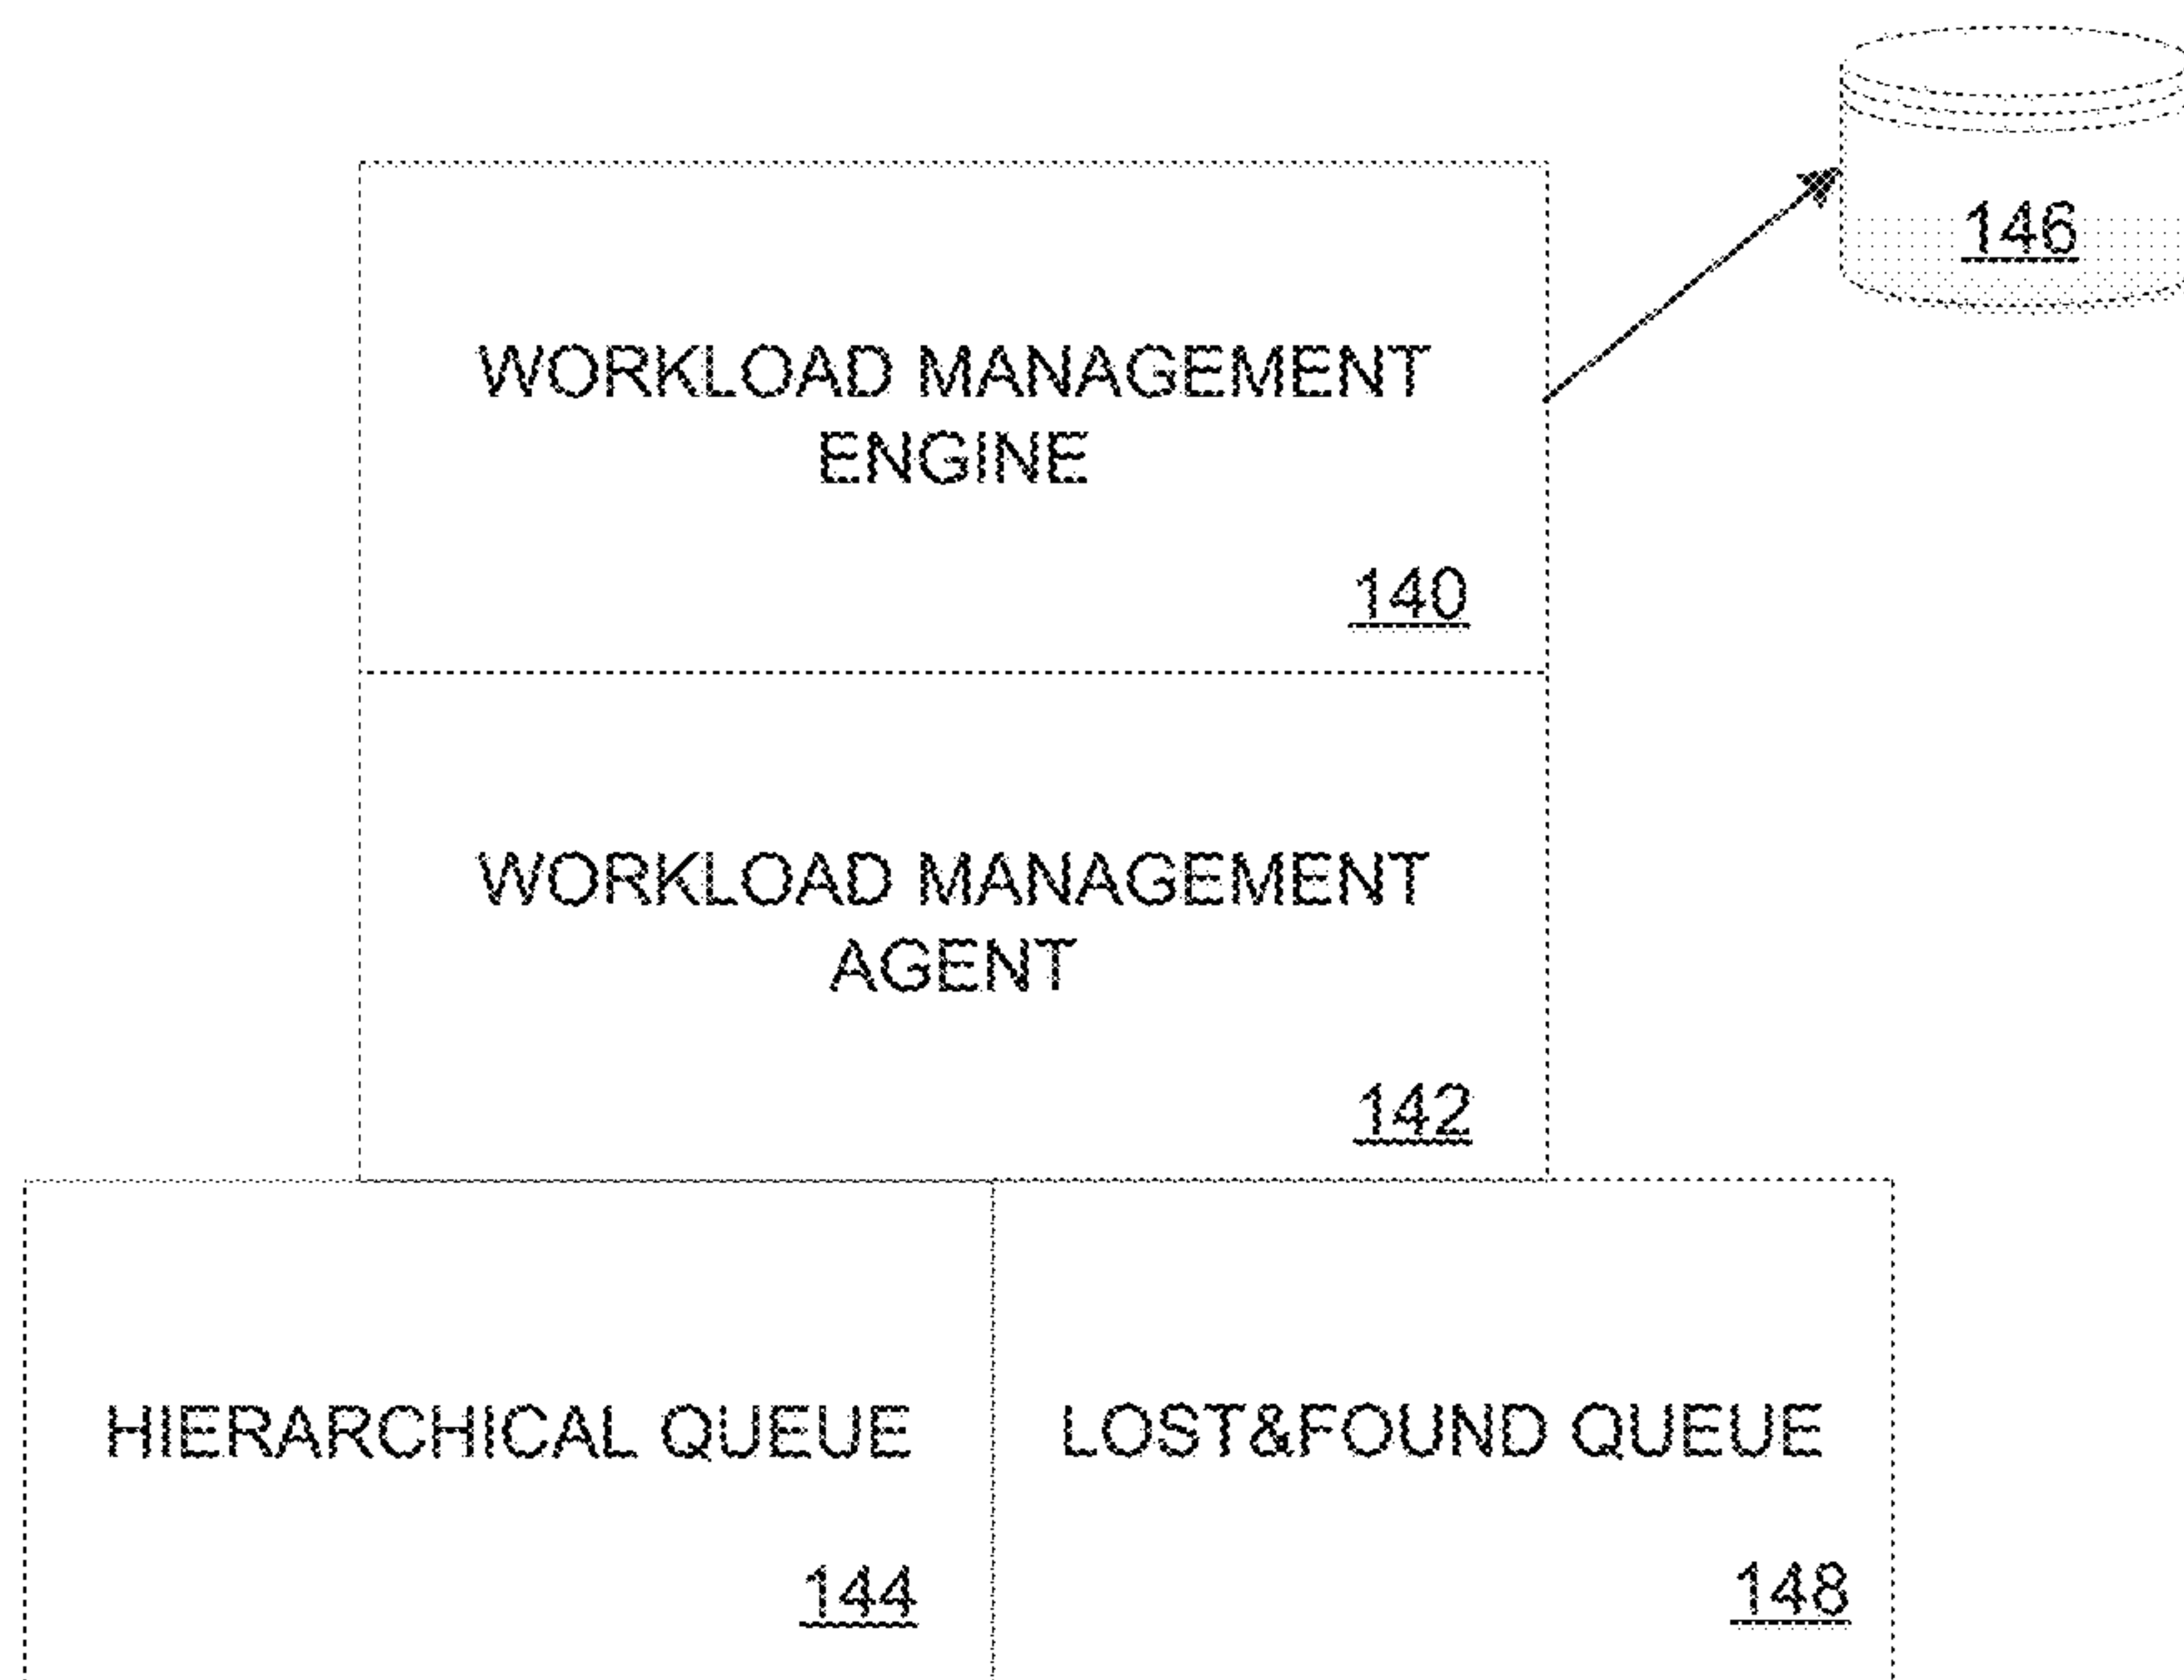 146
WORKLOAD MANAGEMENT
ENGINE
140
WORKLOAD MANAGEMENT
AGENT
142
HIERARCHICAL QUEUE
144
LOST&FOUND QUEUE
148